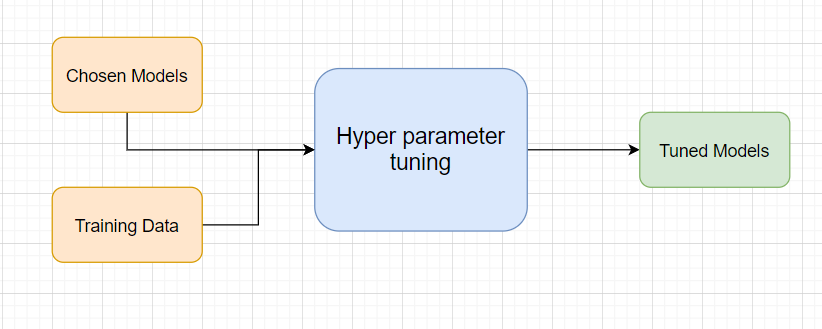 Chosen Models
Hyper parameter
tuning
Tuned Models
Training Data